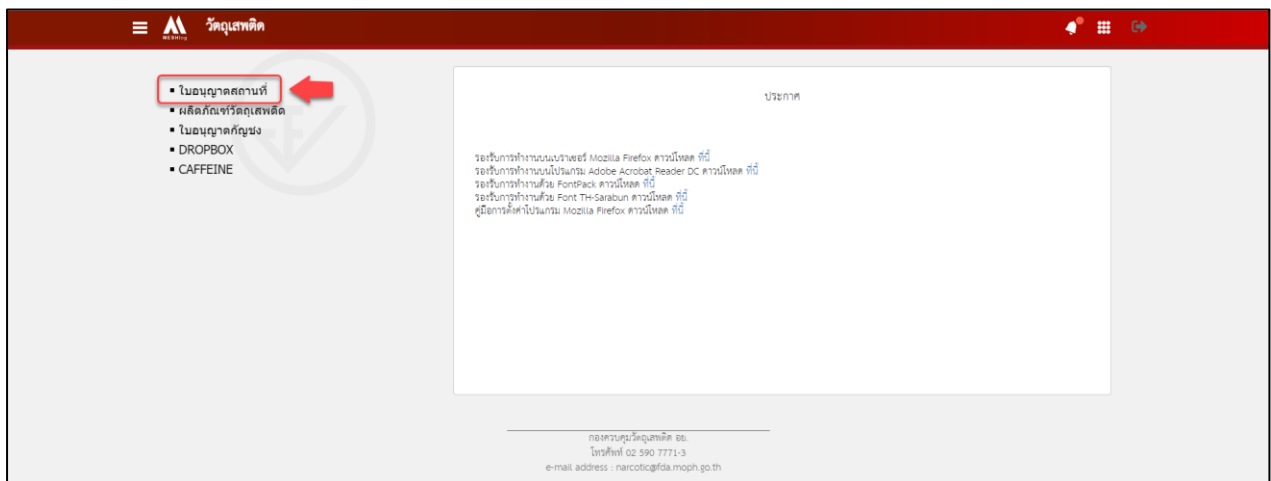 วัตถุเสพติด
ใบอนุญาตสถานที่
ผลิตภัณฑ์วัตถุเสพติด
ใบอนุญาตกัญชง
DROPBOX
CAFFEINE
ประกาศ
รองรับการทำงานบนเบราเซอร์ Mozilla Firefox ดาวน์โหลด ที่นี่
รองรับการทำงานบนโปรแกรม Adobe Acrobat Reader DC ดาวน์โหลด ที่นี่
รองรับการทำงานด้วย FontPack ดาวน์โหลด ที่นี่
รองรับการทำงานด้วย Font TH-Sarabun ดาวน์โหลด ที่นี่
คู่มือการตั้งค่าโปรแกรม Mozilla Firefox ดาวน์โหลด ที่นี่
กองควบคุมวัตถุเสพติด อย.
โทรศัพท์ 02 590 7771-3
e-mail address : narcotic@fda.moph.go.th